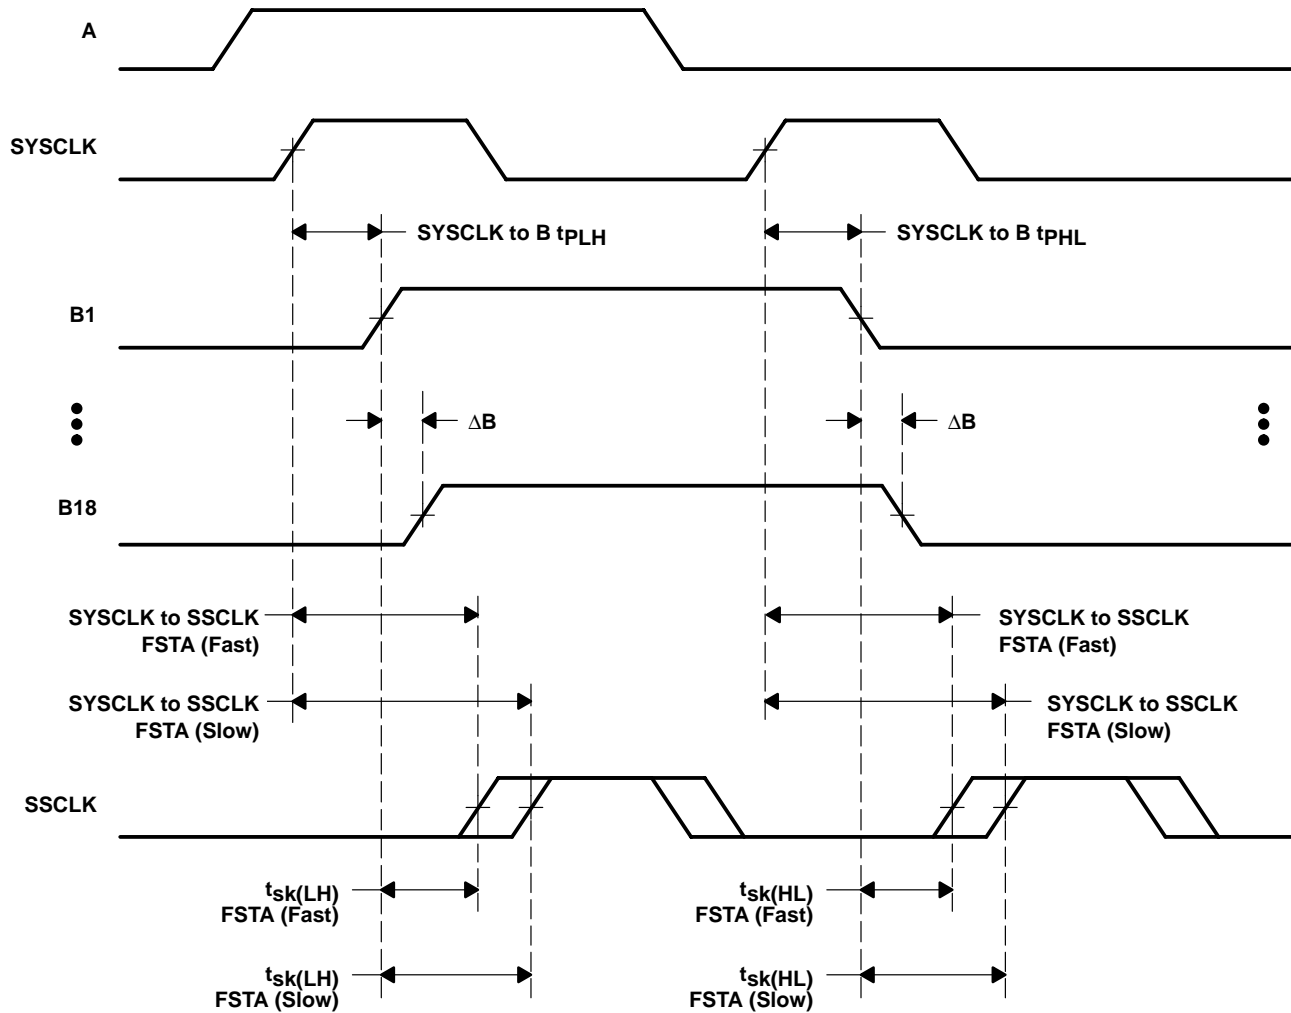 A
SYSCLK
SYSCLK to B tPLH
SYSCLK to B tPHL
B1
ΔB
ΔB
B18
SYSCLK to SSCLK
FSTA (Fast)
SYSCLK to SSCLK
FSTA (Fast)
SYSCLK to SSCLK
FSTA (Slow)
SYSCLK to SSCLK
FSTA (Slow)
SSCLK
tsk(LH)
FSTA (Fast)
tsk(HL)
FSTA (Fast)
tsk(LH)
FSTA (Slow)
tsk(HL)
FSTA (Slow)